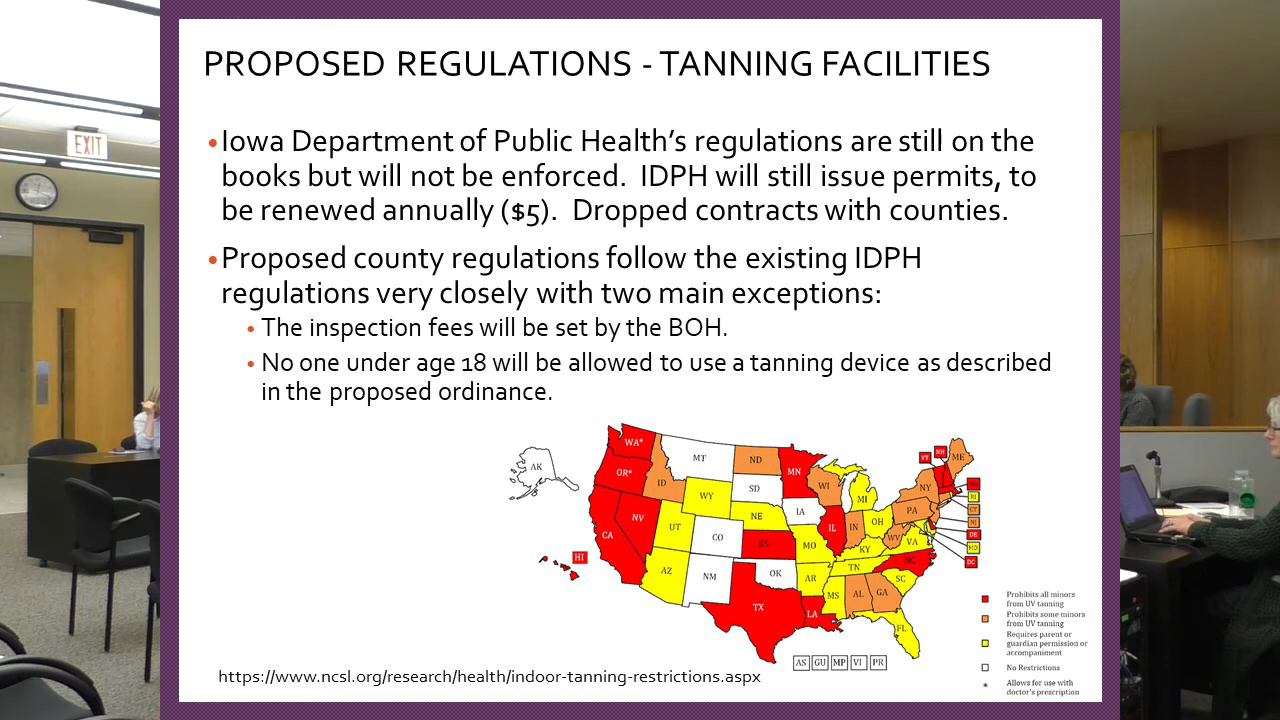 PROPOSED REGULATIONS - TANNING FACILITIES
EXIT
•Iowa Department of Public Health's regulations are still on the
books but will not be enforced. IDPH will still issue permits, to
be renewed annually ($5). Dropped contracts with counties.
•Proposed county regulations follow the existing IDPH
regulations very closely with two main exceptions:
• The inspection fees will be set by the BOH.
• No one under age 18 will be allowed to use a tanning device as described
in the proposed ordinance.
WA*
MT
ND
MN
VT
NH
ME
AK
OR*
ID
SD
WI
MI
NY
WY
RI
NV
NE
IA
PA
CT
CA
UT
CO
KS
MO
IL
IN
OH
WV
VA
NJ
DE
MD
DC
HI
AZ
NM
OK
AR
KY
TN
NC
SC
TX
LA
MS
AL
GA
FL
AS GU MP VI PR
Prohibits all minors
from UV tanning
Prohibits some minors
from UV tanning
Requires parent or
guardian permission or
accompaniment
No Restrictions
* Allows for use with
doctor's prescription
https://www.ncsl.org/research/health/indoor-tanning-restrictions.aspx